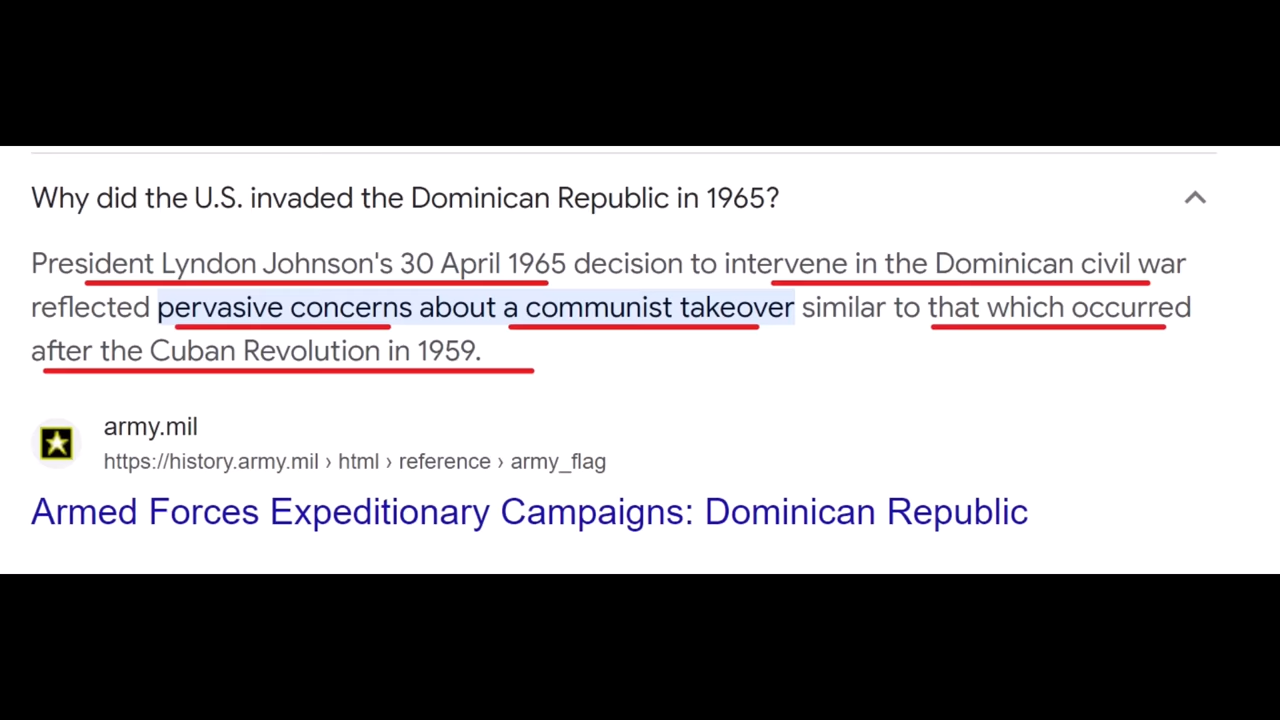 Why did the U.S. invaded the Dominican Republic in 1965?
President Lyndon Johnson's 30 April 1965 decision to intervene in the Dominican civil war
reflected pervasive concerns about a communist takeover similar to that which occurred
after the Cuban Revolution in 1959.
army.mil
https://history.army.mil › html › reference › army_flag
Armed Forces Expeditionary Campaigns: Dominican Republic